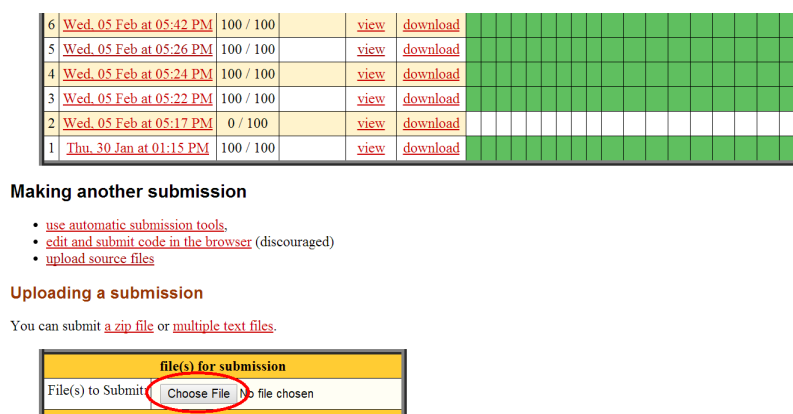 6 Wed, 05 Feb at 05:42 PM 100 / 100 view download
5 Wed, 05 Feb at 05:26 PM 100 / 100 view download
4 Wed, 05 Feb at 05:24 PM 100 / 100 view download
3 Wed, 05 Feb at 05:22 PM 100 / 100 view download
2 Wed, 05 Feb at 05:17 PM 0 / 100 view download
1 Thu, 30 Jan at 01:15 PM 100 / 100 view download
Making another submission
• use automatic submission tools,
• edit and submit code in the browser (discouraged)
• upload source files
Uploading a submission
You can submit a zip file or multiple text files.
file(s) for submission
File(s) to Submit: Choose File No file chosen